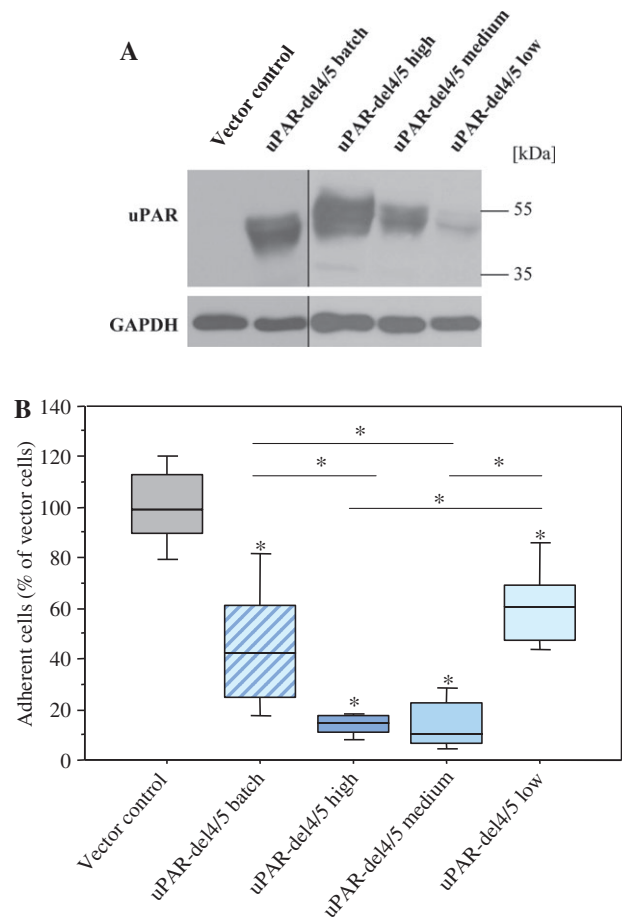 A
Vector control
uPAR-del4/5 batch
uPAR-del4/5 high
uPAR-del4/5 medium
uPAR-del4/5 low
[kDa]
uPAR
55
35
GAPDH
B
140
120
100
80
60
40
20
0
Adherent cells (% of vector cells)
*
*
*
*
*
*
*
*
Vector control
uPAR-del4/5 batch
uPAR-del4/5 high
uPAR-del4/5 medium
uPAR-del4/5 low